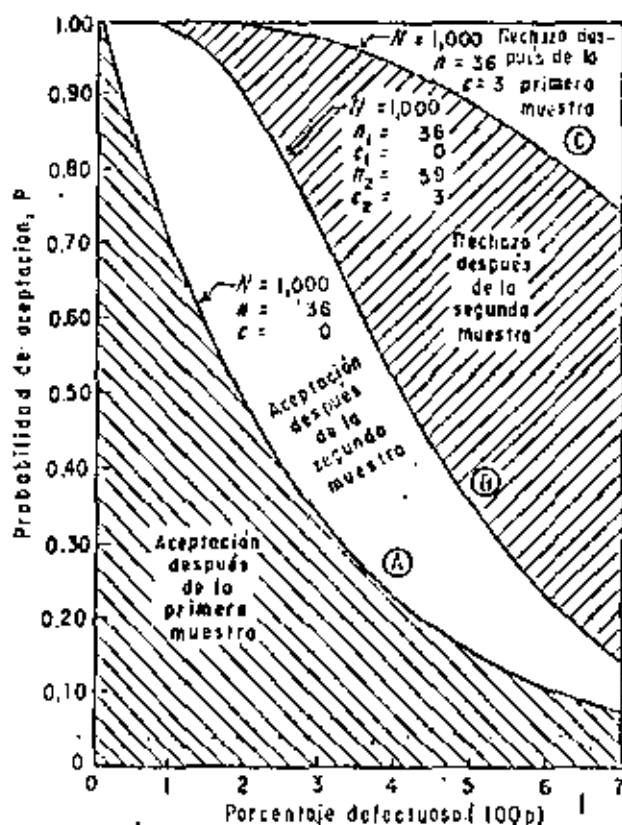 1.00
0.90
0.80
0.70
0.60
0.50
0.40
0.30
0.20
0.10
0
Probabilidad de aceptación, P
N = 1,000
n = 36
c = 3
Rechazo des-
pués de la
primera
muestra
C
N = 1,000
n1 = 36
c1 = 0
n2 = 59
c2 = 3
Rechazo
después
de la
segunda
muestra
N = 1,000
n = 36
c = 0
Aceptación
después
de la
segunda
muestra
B
A
Aceptación
después
de la
primera
muestra
0 1 2 3 4 5 6 7
Porcentaje defectuoso (100p)